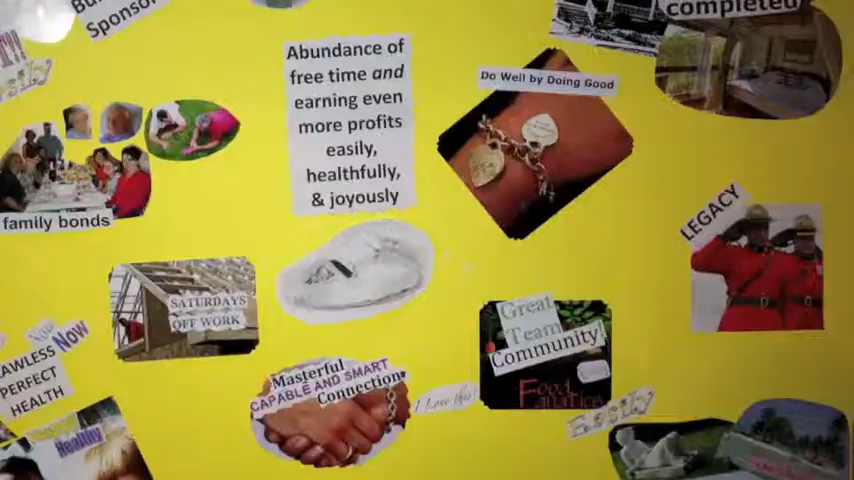 Sponsor
completed
Abundance of
free time and
earning even
more profits
easily,
healthfully,
& joyously
Do Well by Doing Good
family bonds
LEGACY
SATURDAYS
OFF WORK
Great
Team
Community!
Food
Fanatics
Now
NOW
PERFECT
HEALTH
Masterful
CAPABLE AND SMART
Connection
I Love this!
Easily
Healthy